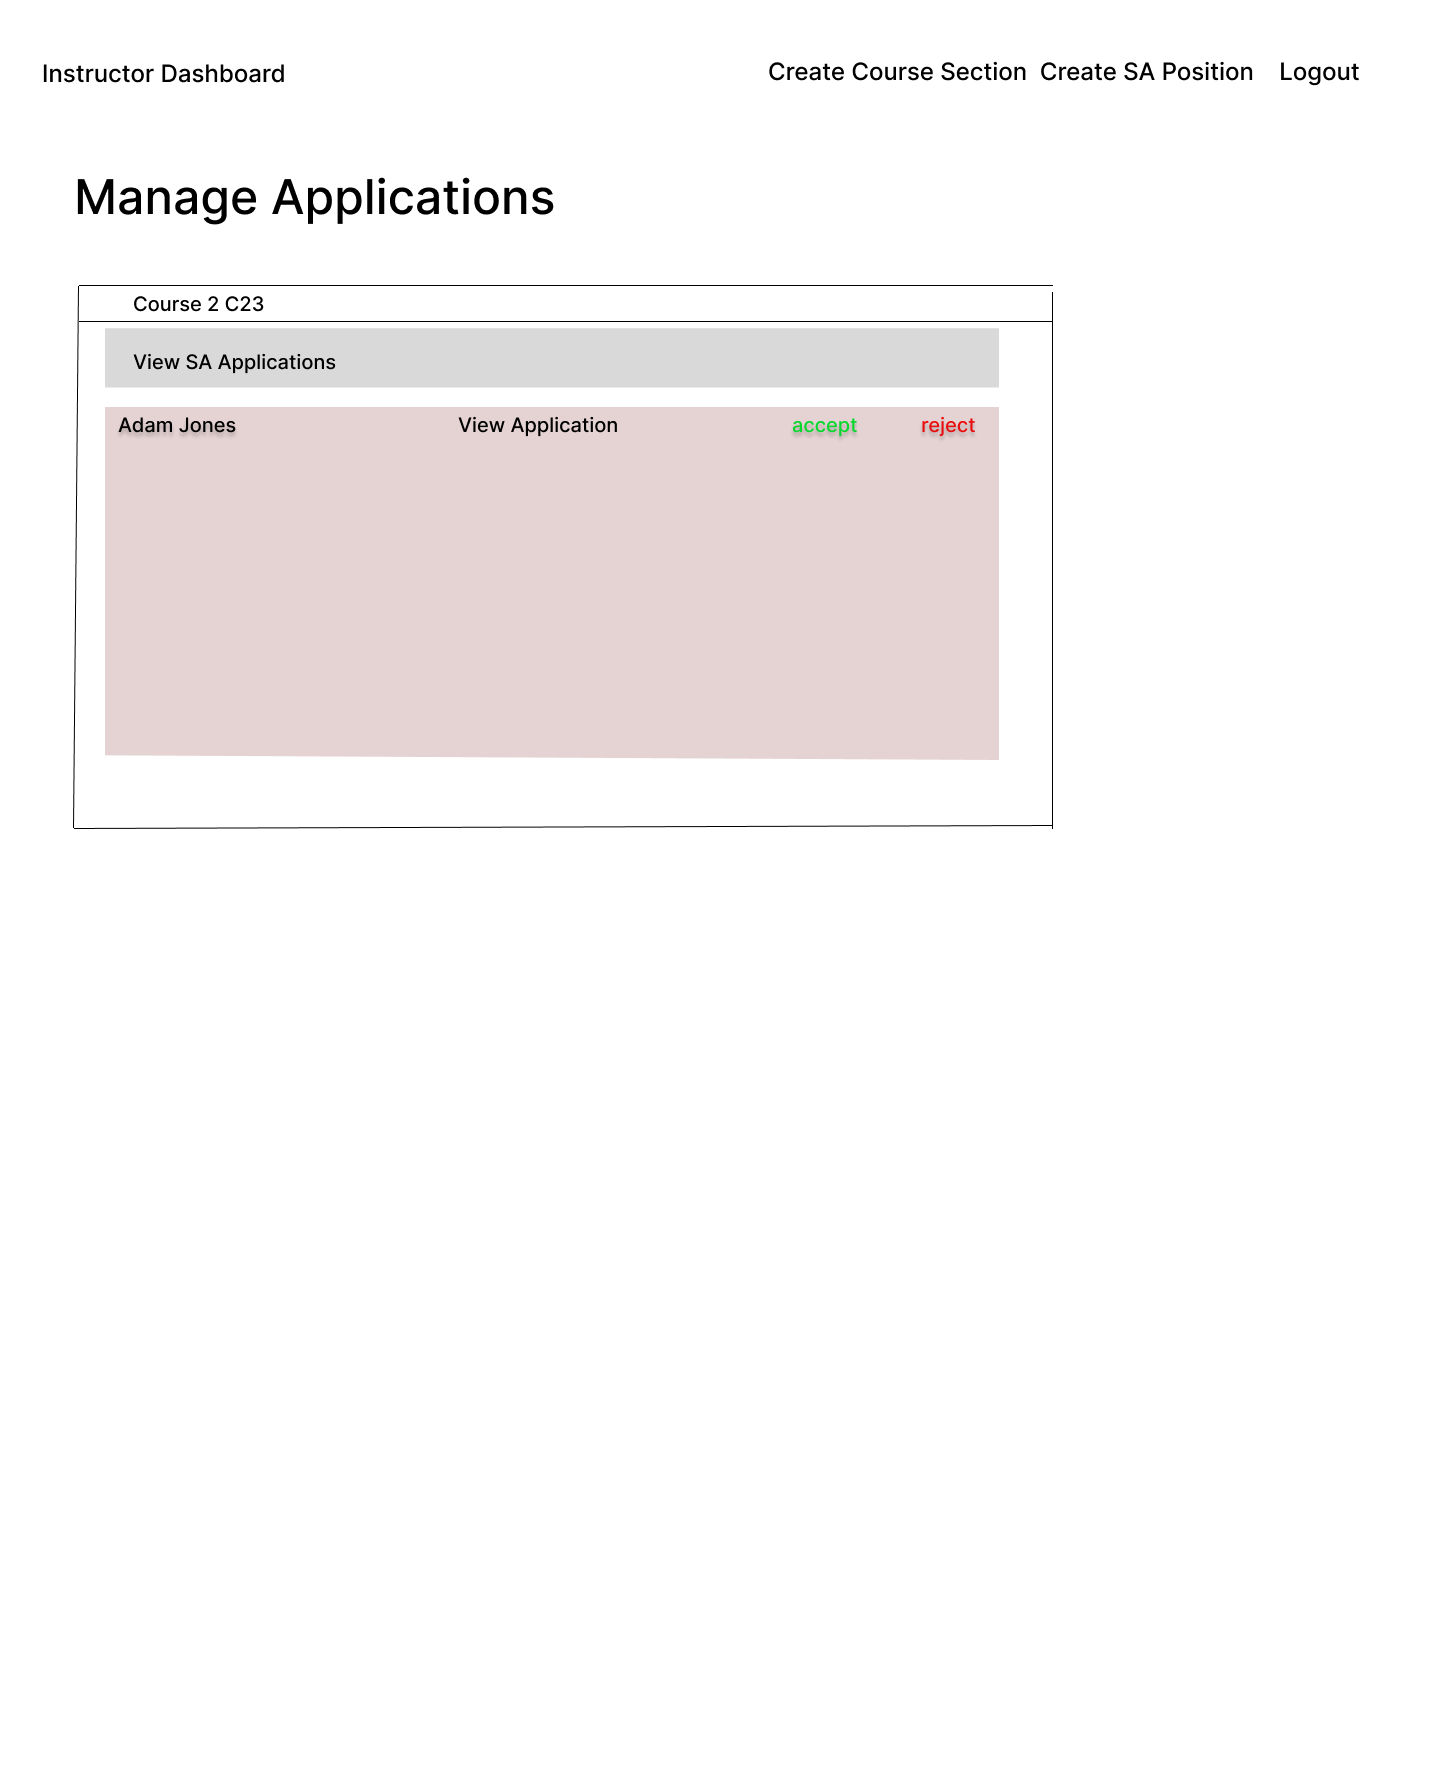 Instructor Dashboard Create Course Section Create SA Position Logout
Manage Applications
Course 2 C23
View SA Applications
Adam Jones View Application accept reject